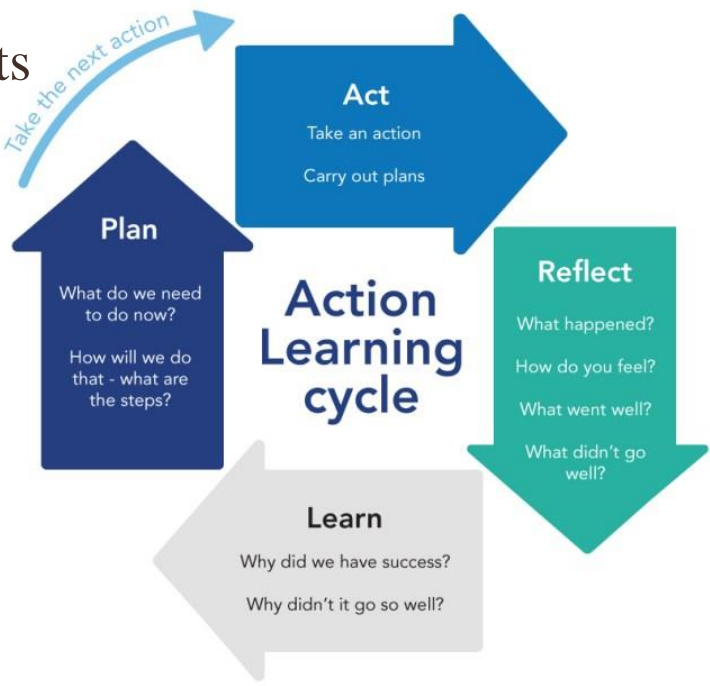 ts
Take the next action
Act
Take an action
Carry out plans
Plan
What do we need
to do now?
How will we do
that - what are
the steps?
Action
Learning
cycle
Reflect
What happened?
How do you feel?
What went well?
What didn't go
well?
Learn
Why did we have success?
Why didn't it go so well?